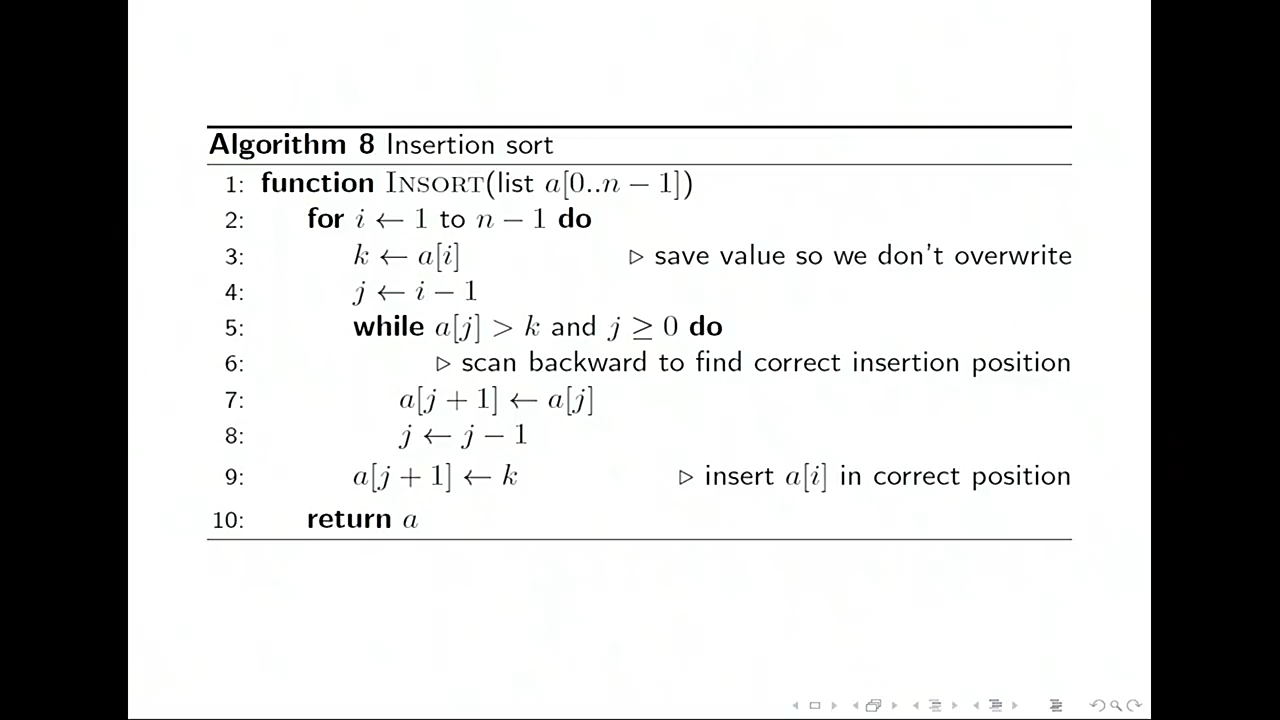 Algorithm 8 Insertion sort
1: function INSORT(list a[0..n − 1])
2: for i ← 1 to n − 1 do
3: k ← a[i] ▷ save value so we don't overwrite
4: j ← i − 1
5: while a[j] > k and j ≥ 0 do
6: ▷ scan backward to find correct insertion position
7: a[j + 1] ← a[j]
8: j ← j − 1
9: a[j + 1] ← k ▷ insert a[i] in correct position
10: return a